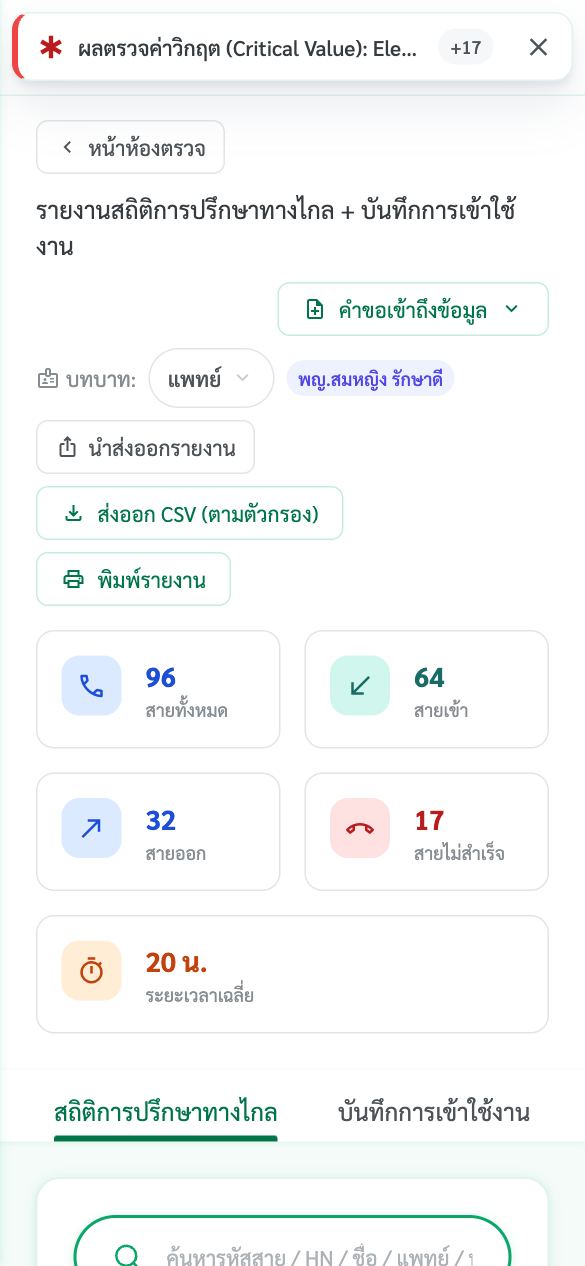 ผลตรวจค่าวิกฤต (Critical Value): Ele...
+17
หน้าห้องตรวจ
รายงานสถิติการปรึกษาทางไกล + บันทึกการเข้าใช้
งาน
คำขอเข้าถึงข้อมูล
บทบาท:
แพทย์
พญ.สมหญิง รักษาดี
นำส่งออกรายงาน
ส่งออก CSV (ตามตัวกรอง)
พิมพ์รายงาน
96
สายทั้งหมด
64
สายเข้า
32
สายออก
17
สายไม่สำเร็จ
20 น.
ระยะเวลาเฉลี่ย
สถิติการปรึกษาทางไกล
บันทึกการเข้าใช้งาน
ค้นหารหัสสาย / HN / ชื่อ / แพทย์ /